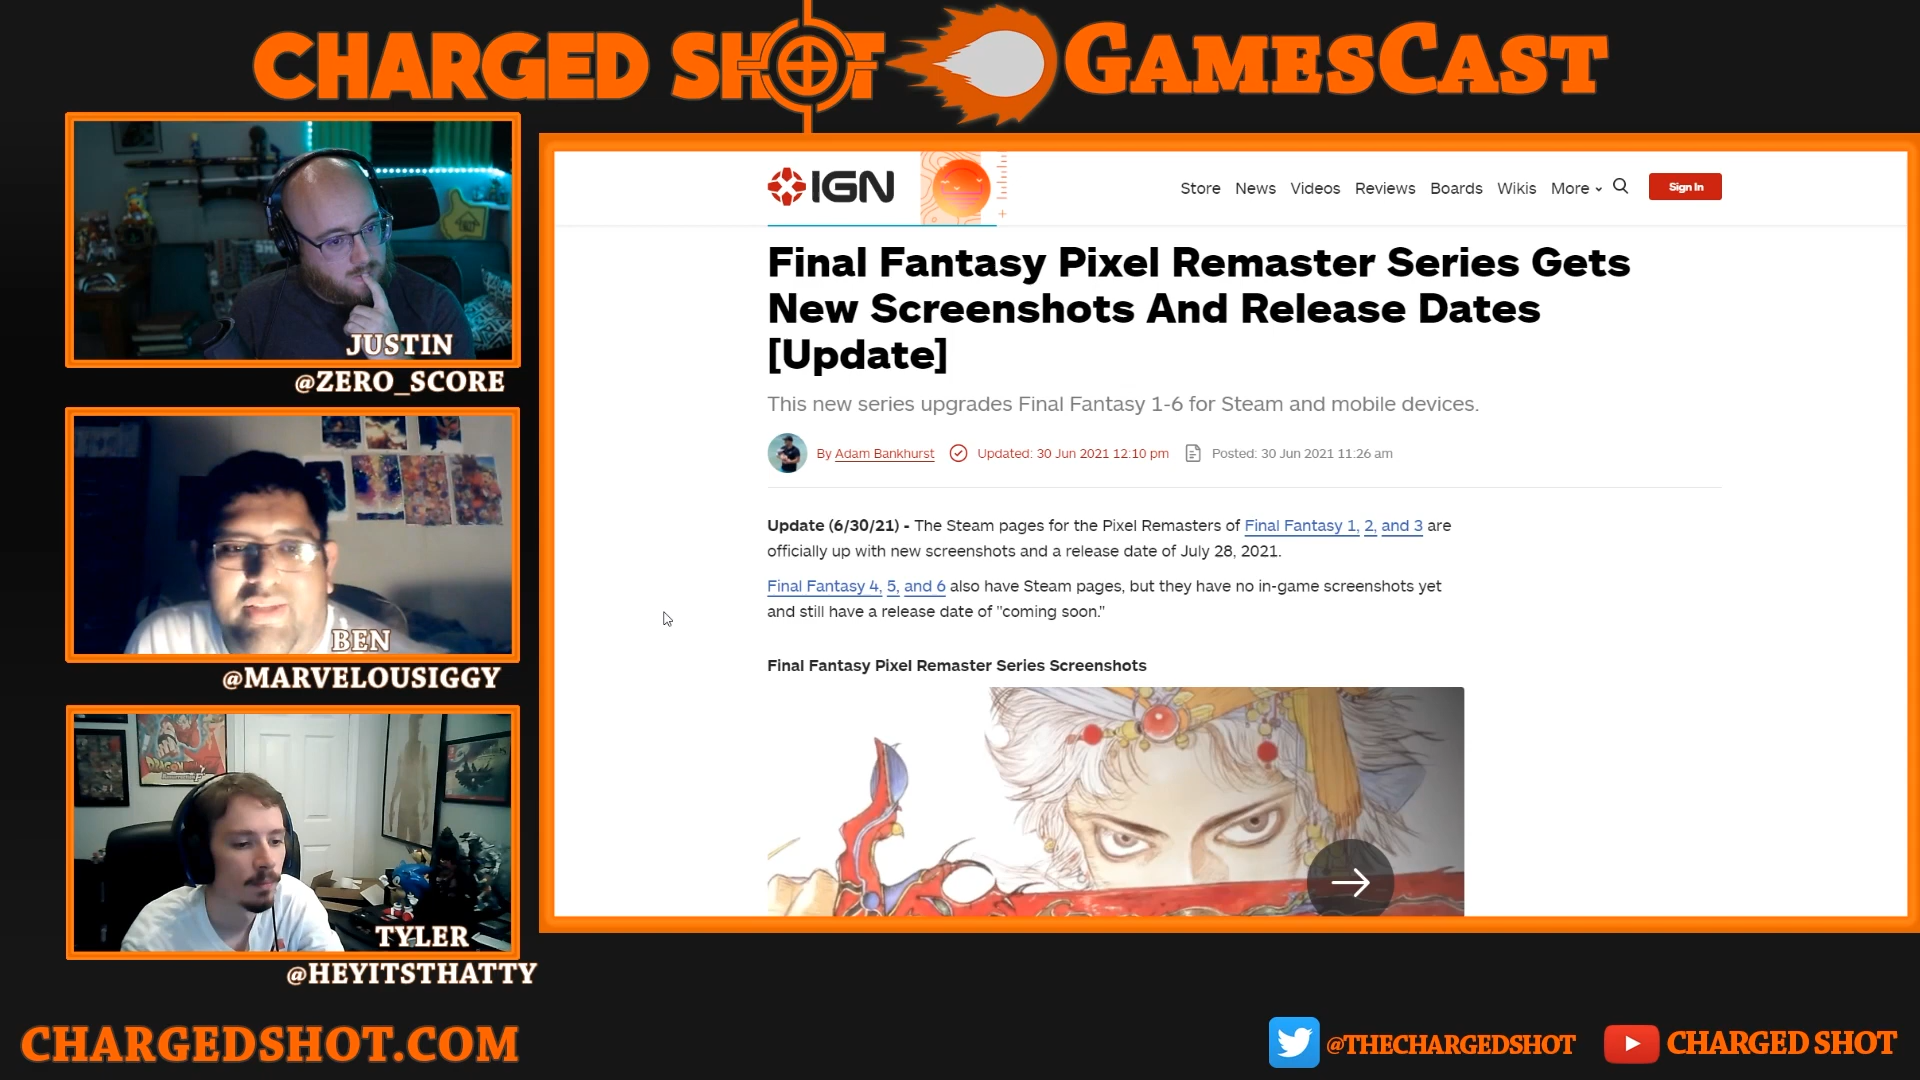 CHARGED SHOT GAMESCAST
JUSTIN
@ZERO_SCORE
BEN
@MARVELOUSIGGY
TYLER
@HEYITSTHATTY
IGN
Store News Videos Reviews Boards Wikis More Sign In
Final Fantasy Pixel Remaster Series Gets
New Screenshots And Release Dates
[Update]
This new series upgrades Final Fantasy 1-6 for Steam and mobile devices.
By Adam Bankhurst Updated: 30 Jun 2021 12:10 pm Posted: 30 Jun 2021 11:26 am
Update (6/30/21) - The Steam pages for the Pixel Remasters of Final Fantasy 1, 2, and 3 are
officially up with new screenshots and a release date of July 28, 2021.
Final Fantasy 4, 5, and 6 also have Steam pages, but they have no in-game screenshots yet
and still have a release date of "coming soon."
Final Fantasy Pixel Remaster Series Screenshots
CHARGEDSHOT.COM
@THECHARGEDSHOT
CHARGED SHOT